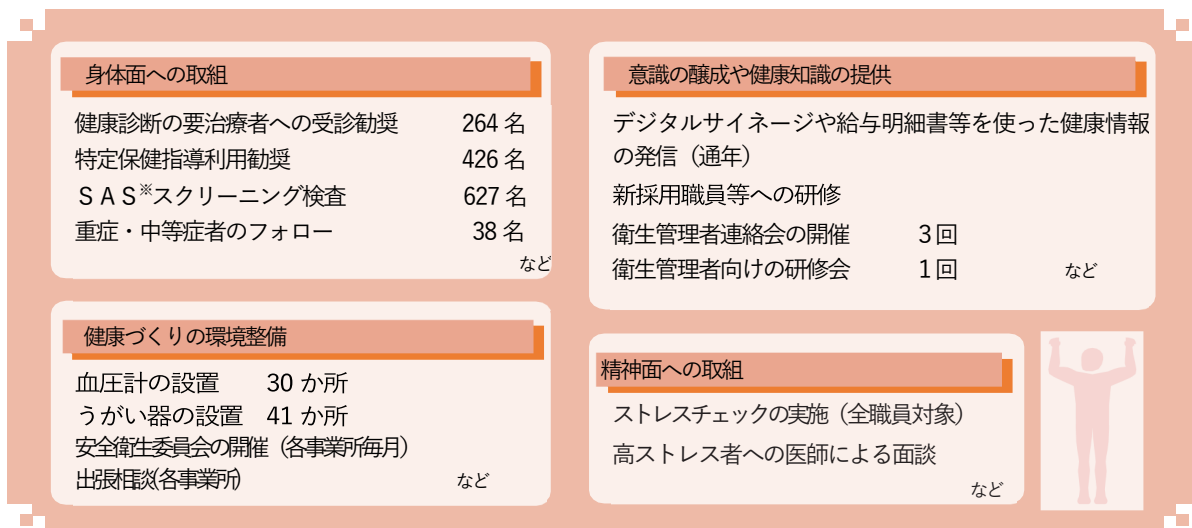 身体面への取組
健康診断の要治療者への受診勧奨 264 名
特定保健指導利用勧奨 426 名
ＳＡＳ※スクリーニング検査 627 名
重症・中等症者のフォロー 38 名
など
健康づくりの環境整備
血圧計の設置 30 か所
うがい器の設置 41 か所
安全衛生委員会の開催（各事業所毎月）
出張相談(各事業所)
など
意識の醸成や健康知識の提供
デジタルサイネージや給与明細書等を使った健康情報
の発信（通年）
新採用職員等への研修
衛生管理者連絡会の開催 3 回
衛生管理者向けの研修会 1 回
など
精神面への取組
ストレスチェックの実施（全職員対象）
高ストレス者への医師による面談
など